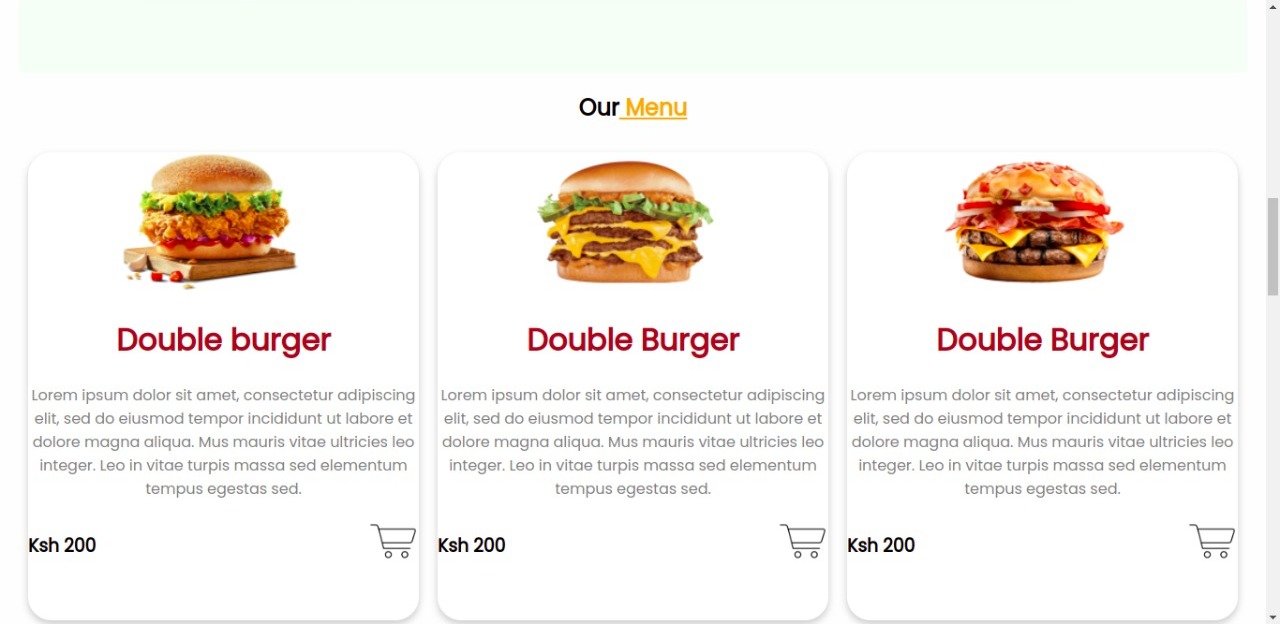 Our Menu
Double burger
Lorem ipsum dolor sit amet, consectetur adipiscing
elit, sed do eiusmod tempor incididunt ut labore et
dolore magna aliqua. Mus mauris vitae ultricies leo
integer. Leo in vitae turpis massa sed elementum
tempus egestas sed.
Ksh 200
Double Burger
Lorem ipsum dolor sit amet, consectetur adipiscing
elit, sed do eiusmod tempor incididunt ut labore et
dolore magna aliqua. Mus mauris vitae ultricies leo
integer. Leo in vitae turpis massa sed elementum
tempus egestas sed.
Ksh 200
Double Burger
Lorem ipsum dolor sit amet, consectetur adipiscing
elit, sed do eiusmod tempor incididunt ut labore et
dolore magna aliqua. Mus mauris vitae ultricies leo
integer. Leo in vitae turpis massa sed elementum
tempus egestas sed.
Ksh 200